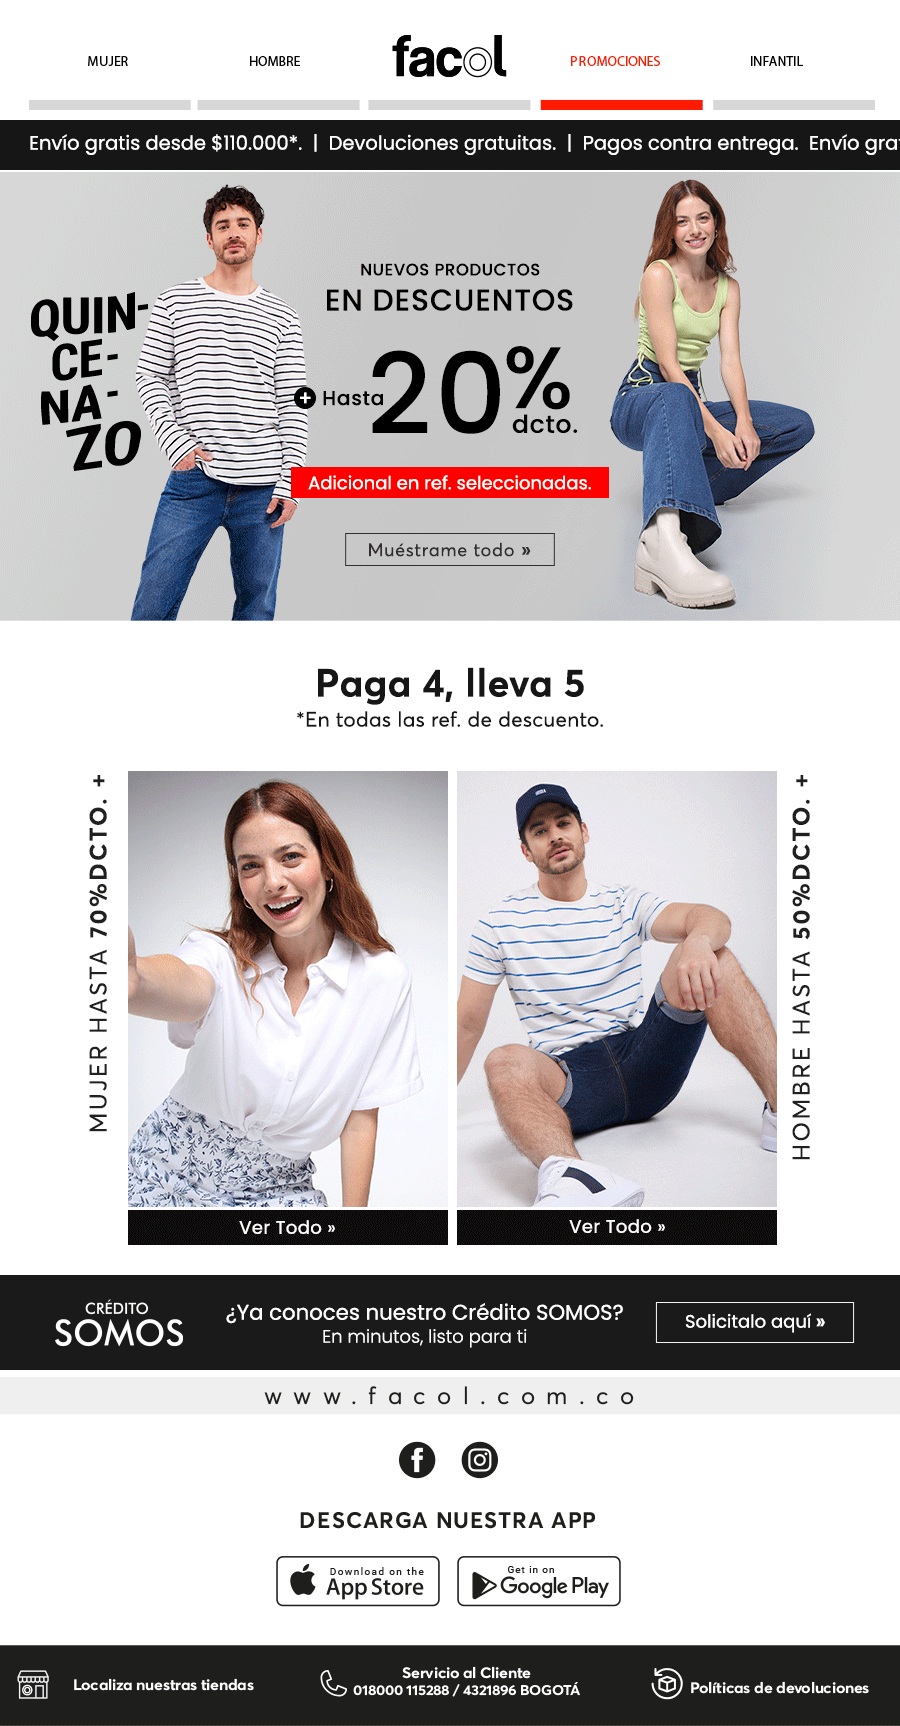 MUJER
HOMBRE
facol
PROMOCIONES
INFANTIL
Envío gratis desde $110.000*. | Devoluciones gratuitas. | Pagos contra entrega. Envío gra
QUIN-
CE-
NA-
ZO
NUEVOS PRODUCTOS
EN DESCUENTOS
+ Hasta 20% dcto.
Adicional en ref. seleccionadas.
Muéstrame todo »
Paga 4, lleva 5
*En todas las ref. de descuento.
MUJER HASTA 70%DCTO. +
HOMBRE HASTA 50%DCTO. +
Ver Todo »
Ver Todo »
CRÉDITO
SOMOS
¿Ya conoces nuestro Crédito SOMOS?
En minutos, listo para ti
Solicitalo aquí »
www.facol.com.co
DESCARGA NUESTRA APP
Download on the
App Store
Get in on
Google Play
Localiza nuestras tiendas
Servicio al Cliente
018000 115288 / 4321896 BOGOTÁ
Políticas de devoluciones